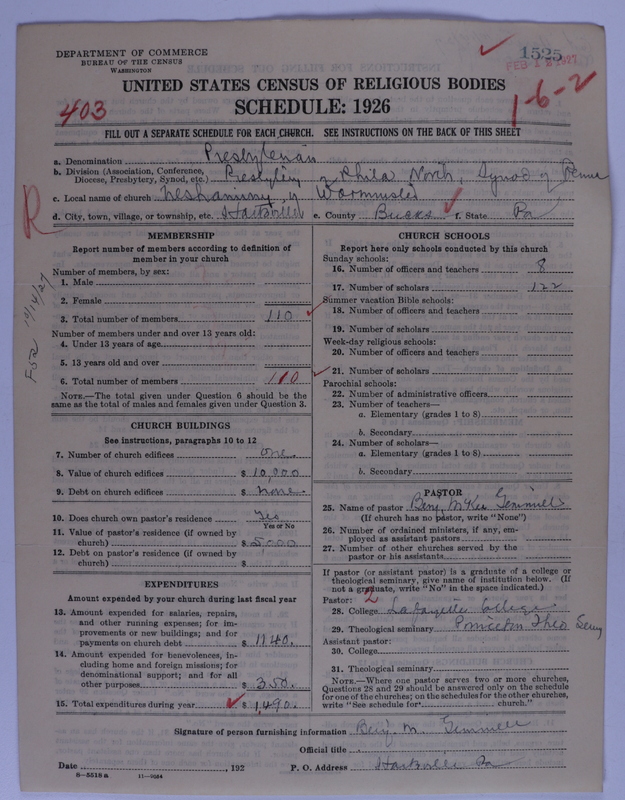 DEPARTMENT OF COMMERCE
BUREAU OF THE CENSUS
WASHINGTON
1525
FEB 1 1927
UNITED STATES CENSUS OF RELIGIOUS BODIES
SCHEDULE: 1926
403
1-6-2
FILL OUT A SEPARATE SCHEDULE FOR EACH CHURCH. SEE INSTRUCTIONS ON THE BACK OF THIS SHEET
a. Denomination Presbyterian
b. Division (Association, Conference, Diocese, Presbytery, Synod, etc.) Presbytery of Phila North, Synod of Penna
c. Local name of church Neshaminy of Warminster
d. City, town, village, or township, etc. Hartsville e. County Bucks f. State Pa
R
10/14/27
MEMBERSHIP
Report number of members according to definition of
member in your church
Number of members, by sex:
1. Male
2. Female
3. Total number of members 110
Number of members under and over 13 years old:
4. Under 13 years of age
5. 13 years old and over
6. Total number of members 110
NOTE.—The total given under Question 6 should be the
same as the total of males and females given under Question 3.
CHURCH BUILDINGS
See instructions, paragraphs 10 to 12
7. Number of church edifices one.
8. Value of church edifices $ 10,000
9. Debt on church edifices $ none.
10. Does church own pastor's residence yes
Yes or No
11. Value of pastor's residence (if owned by
church) $ 5,000
12. Debt on pastor's residence (if owned by
church) $
EXPENDITURES
Amount expended by your church during last fiscal year
13. Amount expended for salaries, repairs,
and other running expenses; for im-
provements or new buildings; and for
payments on church debt $ 1140.
14. Amount expended for benevolences, in-
cluding home and foreign missions; for
denominational support; and for all
other purposes $ 350.
15. Total expenditures during year $ 1,490.
CHURCH SCHOOLS
Report here only schools conducted by this church
Sunday schools:
16. Number of officers and teachers 8
17. Number of scholars 122
Summer vacation Bible schools:
18. Number of officers and teachers
19. Number of scholars
Week-day religious schools:
20. Number of officers and teachers
21. Number of scholars
Parochial schools:
22. Number of administrative officers
23. Number of teachers—
a. Elementary (grades 1 to 8)
b. Secondary
24. Number of scholars—
a. Elementary (grades 1 to 8)
b. Secondary
PASTOR
25. Name of pastor Benj. McKee Gemmill
(If church has no pastor, write "None")
26. Number of ordained ministers, if any, em-
ployed as assistant pastors
27. Number of other churches served by the
pastor or his assistants
If pastor (or assistant pastor) is a graduate of a college or
theological seminary, give name of institution below. (If
not a graduate, write "No" in the space indicated.)
Pastor: 2
28. College Lafayette College
29. Theological seminary Princeton Theo Semy
Assistant pastor:
30. College
31. Theological seminary
NOTE.—Where one pastor serves two or more churches,
Questions 28 and 29 should be answered only on the schedule
for one of the churches; on the schedules for the other churches,
write "See schedule for church."
Signature of person furnishing information Benj. M. Gemmill
Official title
Date , 192 P. O. Address Hartsville Pa
8—5518a 11—9364